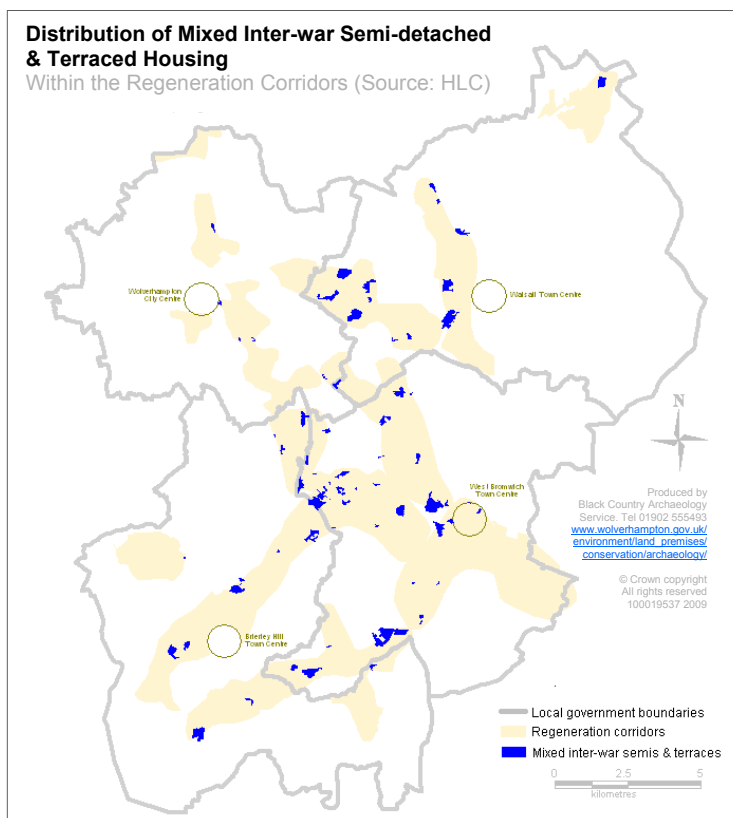 Distribution of Mixed Inter-war Semi-detached
& Terraced Housing
Within the Regeneration Corridors (Source: HLC)
Wolverhampton
City Centre
Walsall Town Centre
N
West Bromwich
Town Centre
Produced by
Black Country Archaeology
Service. Tel 01902 555493
www.wolverhampton.gov.uk/
environment/land_premises/
conservation/archaeology/
© Crown copyright
All rights reserved
100019537 2009
Brierley Hill
Town Centre
Local government boundaries
Regeneration corridors
Mixed inter-war semis & terraces
0 2.5 5
kilometres